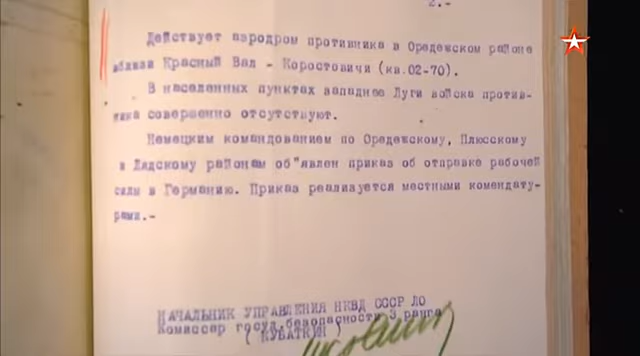 2.-
Действует аэродром противника в Оредежском районе
вблизи Красный Вал - Коростовичи (кв.02-70).
В населенных пунктах западнее Луги войска против-
ника совершенно отсутствуют.
Немецким командованием по Оредежскому, Плюсскому
и Лядскому районам об"явлен приказ об отправке рабочей
силы в Германию. Приказ реализуется местными комендату-
рами.-
НАЧАЛЬНИК УПРАВЛЕНИЯ НКВД СССР ЛО
Комиссар госуд.безопасности 3 ранга
( КУБАТКИН )